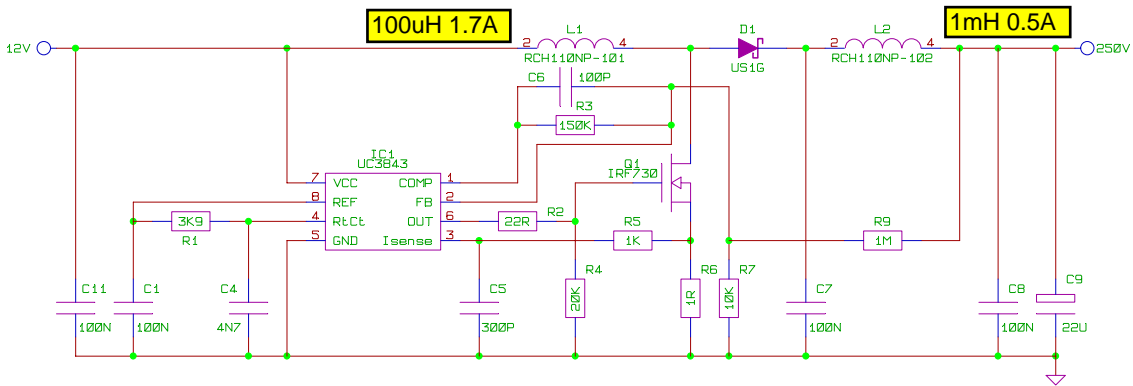 100uH 1.7A
1mH 0.5A
12V
2 L1 4
RCH110NP-101
D1
US1G
2 L2 4
RCH110NP-102
250V
C6
100P
R3
150K
IC1
UC3843
7 VCC COMP 1
8 REF FB 2
4 RtCt OUT 6
5 GND Isense 3
Q1
IRF730
3K9
R1
22R
R2
R5
1K
R9
1M
C11
100N
C1
100N
C4
4N7
C5
300P
R4
20K
R6
1R
R7
10K
C7
100N
C8
100N
C9
22U